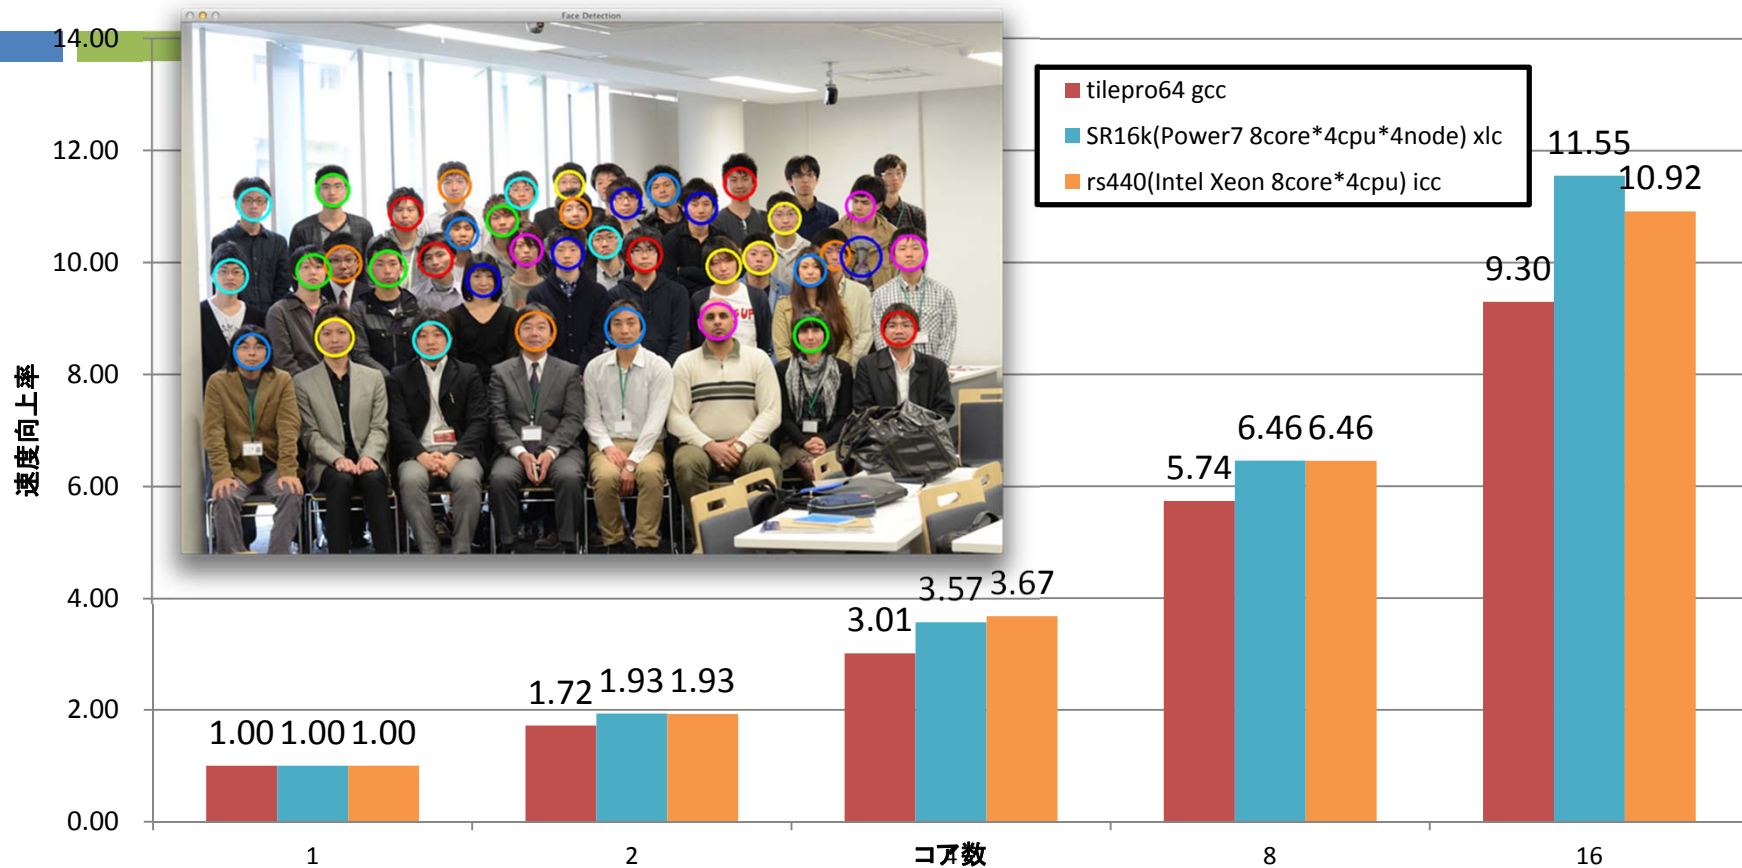 Face Detection
14.00
12.00
10.00
8.00
6.00
4.00
2.00
0.00
速度向上率
tilepro64 gcc
SR16k(Power7 8core*4cpu*4node) xlc
rs440(Intel Xeon 8core*4cpu) icc
1.00 1.00 1.00
1.72 1.93 1.93
3.01 3.57 3.67
5.74 6.46 6.46
9.30 11.55 10.92
1 2 4 8 16
コア数